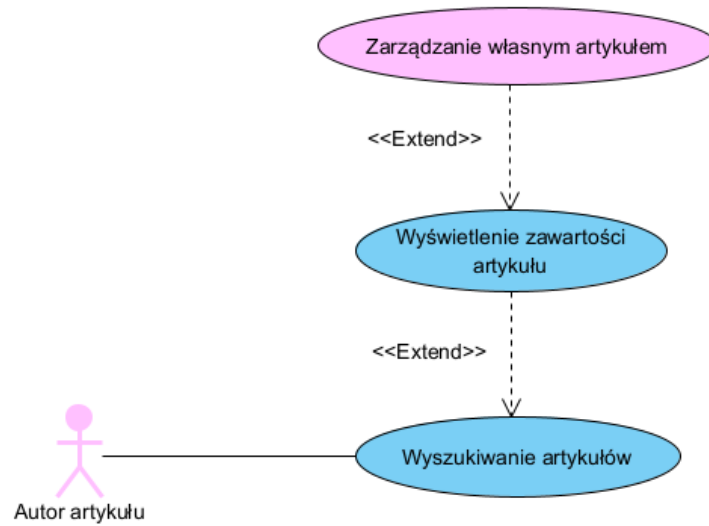 Zarządzanie własnym artykułem
<<Extend>>
Wyświetlenie zawartości
artykułu
<<Extend>>
Wyszukiwanie artykułów
Autor artykułu